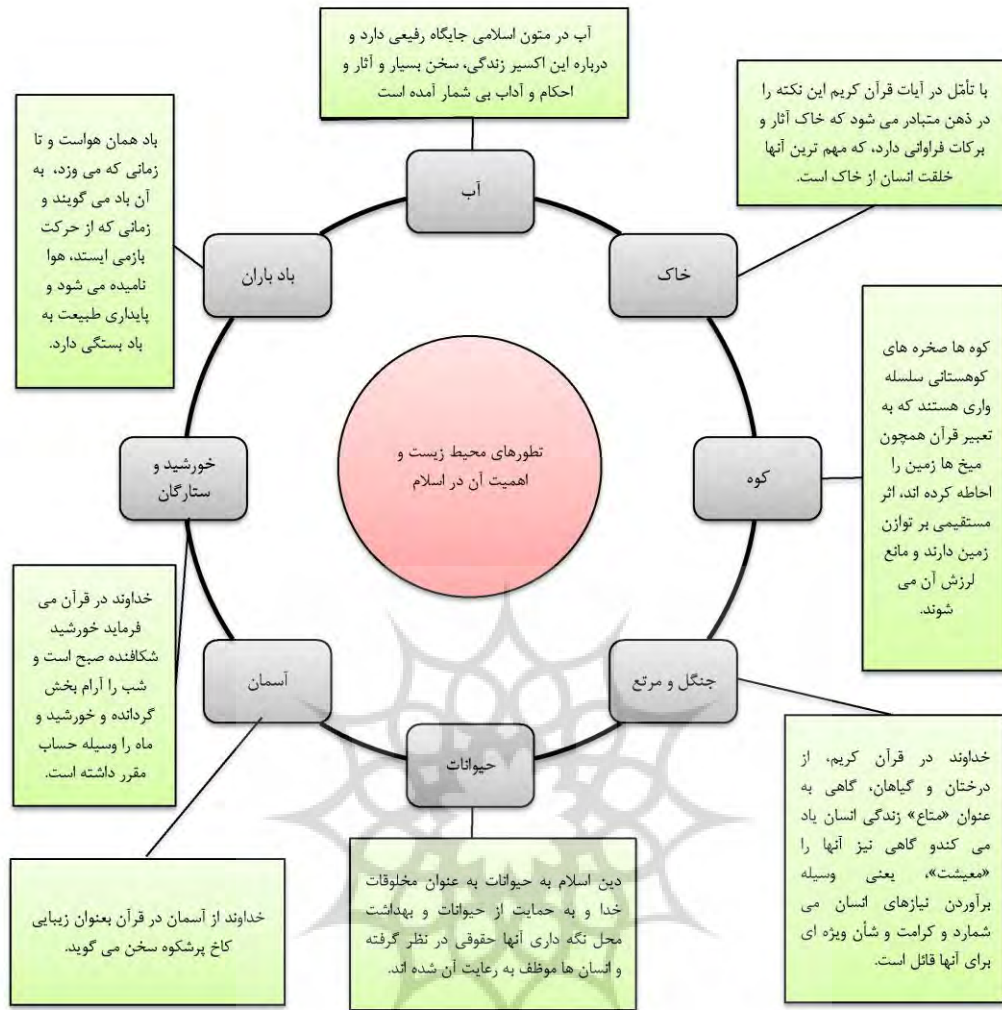 آب در متون اسلامی جایگاه رفیعی دارد و
درباره این اکسیر زندگی، سخن بسیار و آثار و
احکام و آداب بی شمار آمده است
آب
با تأمّل در آیات قرآن کریم این نکته را
در ذهن متبادر می شود که خاک آثار و
برکات فراوانی دارد، که مهم ترین آنها
خلقت انسان از خاک است.
خاک
کوه ها صخره های
کوهستانی سلسله
واری هستند که به
تعبیر قرآن همچون
میخ ها زمین را
احاطه کرده اند، اثر
مستقیمی بر توازن
زمین دارند و مانع
لرزش آن می
شوند.
کوه
خداوند در قرآن کریم، از
درختان و گیاهان، گاهی به
عنوان «متاع» زندگی انسان یاد
می کندو گاهی نیز آنها را
«معیشت»، یعنی وسیله
برآوردن نیازهای انسان می
شمارد و کرامت و شأن ویژه ای
برای آنها قائل است.
جنگل و مرتع
دین اسلام به حیوانات به عنوان مخلوقات
خدا و به حمایت از حیوانات و بهداشت
محل نگه داری آنها حقوقی در نظر گرفته
و انسان ها موظف به رعایت آن شده اند.
حیوانات
خداوند از آسمان در قرآن بعنوان زیبایی
کاخ پرشکوه سخن می گوید.
آسمان
خداوند در قرآن می
فرماید خورشید
شکافنده صبح است و
شب را آرام بخش
گردانده و خورشید و
ماه را وسیله حساب
مقرر داشته است.
خورشید و
ستارگان
باد همان هواست و تا
زمانی که می وزد، به
آن باد می گویند و
زمانی که از حرکت
بازمی ایستد، هوا
نامیده می شود و
پایداری طبیعت به
باد بستگی دارد.
باد باران
تطورهای محیط زیست و
اهمیت آن در اسلام